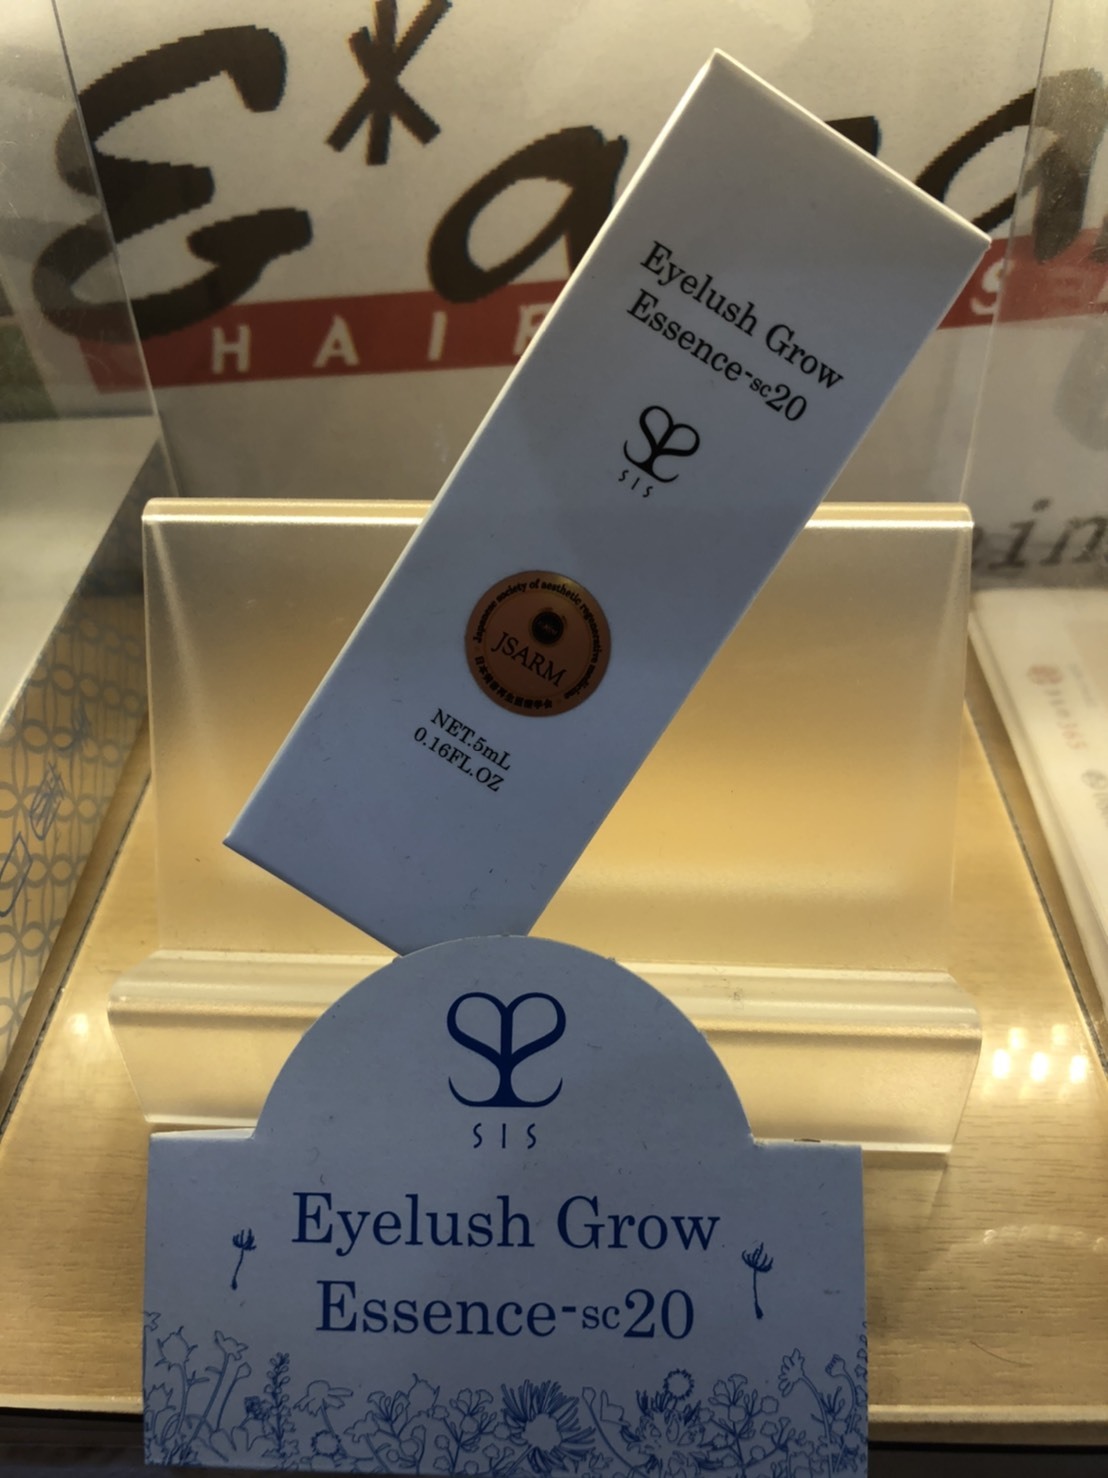 E*a
HAIR
S
Eyelush Grow
Essence-sc20
SIS
Japanese society of aesthetic regenerative medicine
JSARM
NET.5mL
0.16FL.OZ
SIS
Eyelush Grow
Essence-sc20